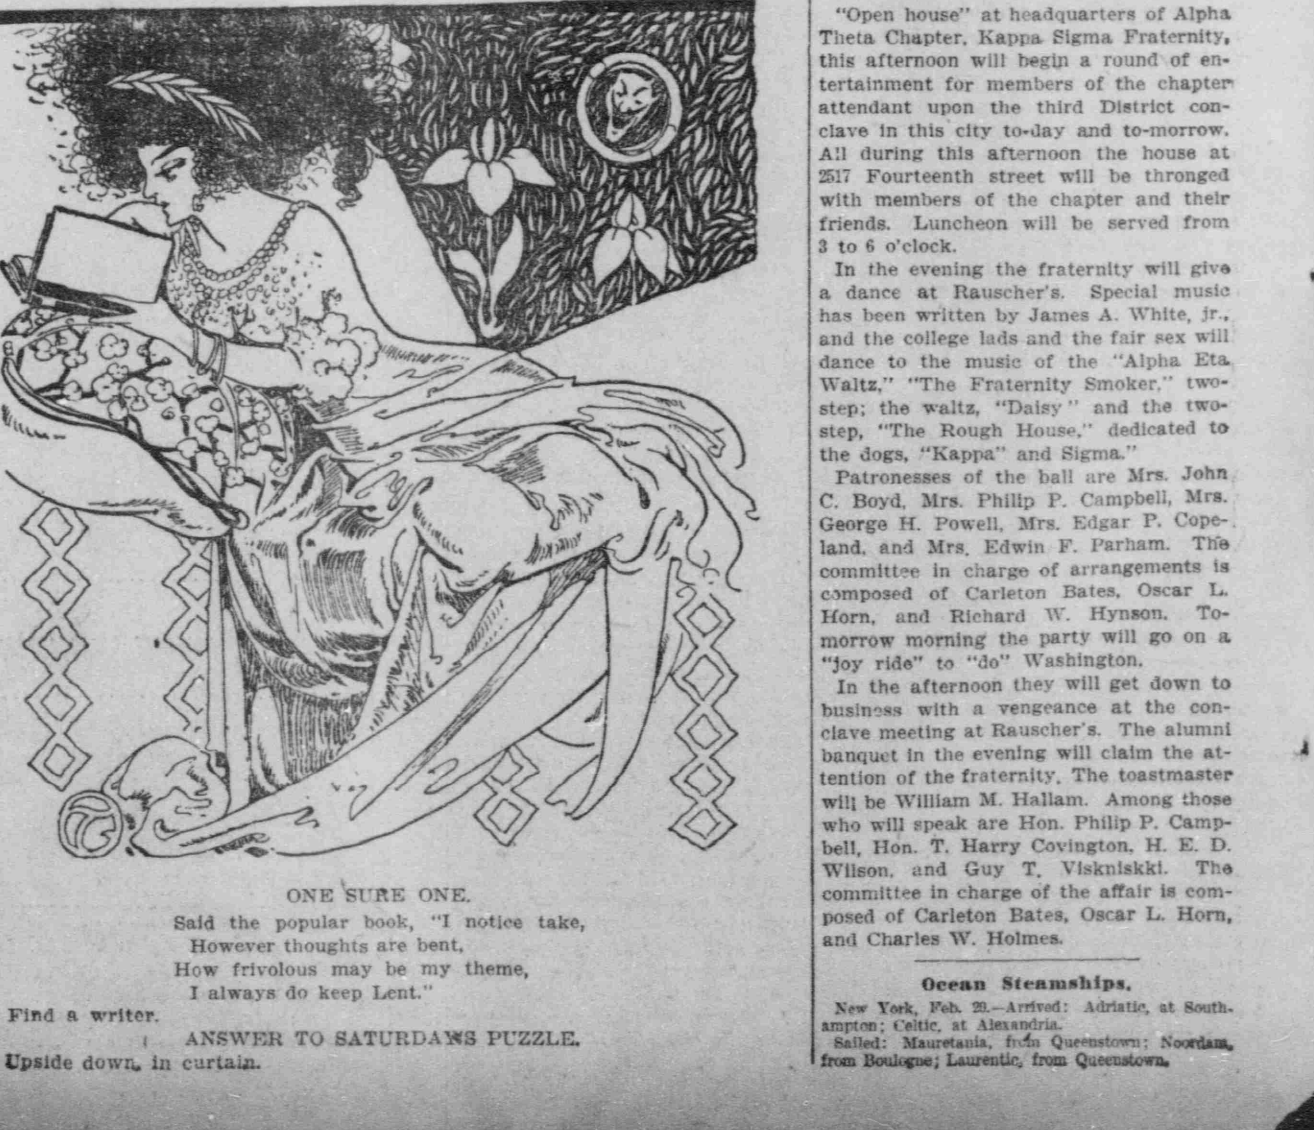 ONE SURE ONE.
Said the popular book, "I notice take,
However thoughts are bent,
How frivolous may be my theme,
I always do keep Lent."
Find a writer.
ANSWER TO SATURDAY'S PUZZLE.
Upside down, in curtain.
"Open house" at headquarters of Alpha
Theta Chapter, Kappa Sigma Fraternity,
this afternoon will begin a round of en-
tertainment for members of the chapter
attendant upon the third District con-
clave in this city to-day and to-morrow.
All during this afternoon the house at
2517 Fourteenth street will be thronged
with members of the chapter and their
friends. Luncheon will be served from
3 to 6 o'clock.
In the evening the fraternity will give
a dance at Rauscher's. Special music
has been written by James A. White, jr.,
and the college lads and the fair sex will
dance to the music of the "Alpha Eta
Waltz," "The Fraternity Smoker," two-
step; the waltz, "Daisy" and the two-
step, "The Rough House," dedicated to
the dogs, "Kappa" and Sigma."
Patronesses of the ball are Mrs. John
C. Boyd, Mrs. Philip P. Campbell, Mrs.
George H. Powell, Mrs. Edgar P. Cope-
land, and Mrs. Edwin F. Parham. The
committee in charge of arrangements is
composed of Carleton Bates, Oscar L.
Horn, and Richard W. Hynson. To-
morrow morning the party will go on a
"joy ride" to "do" Washington.
In the afternoon they will get down to
business with a vengeance at the con-
clave meeting at Rauscher's. The alumni
banquet in the evening will claim the at-
tention of the fraternity. The toastmaster
will be William M. Hallam. Among those
who will speak are Hon. Philip P. Camp-
bell, Hon. T. Harry Covington, H. E. D.
Wilson, and Guy T. Viskniskki. The
committee in charge of the affair is com-
posed of Carleton Bates, Oscar L. Horn,
and Charles W. Holmes.
Ocean Steamships.
New York, Feb. 20.—Arrived: Adriatic, at South-
ampton; Celtic, at Alexandria.
Sailed: Mauretania, from Queenstown; Noordam,
from Boulogne; Laurentic, from Queenstown.